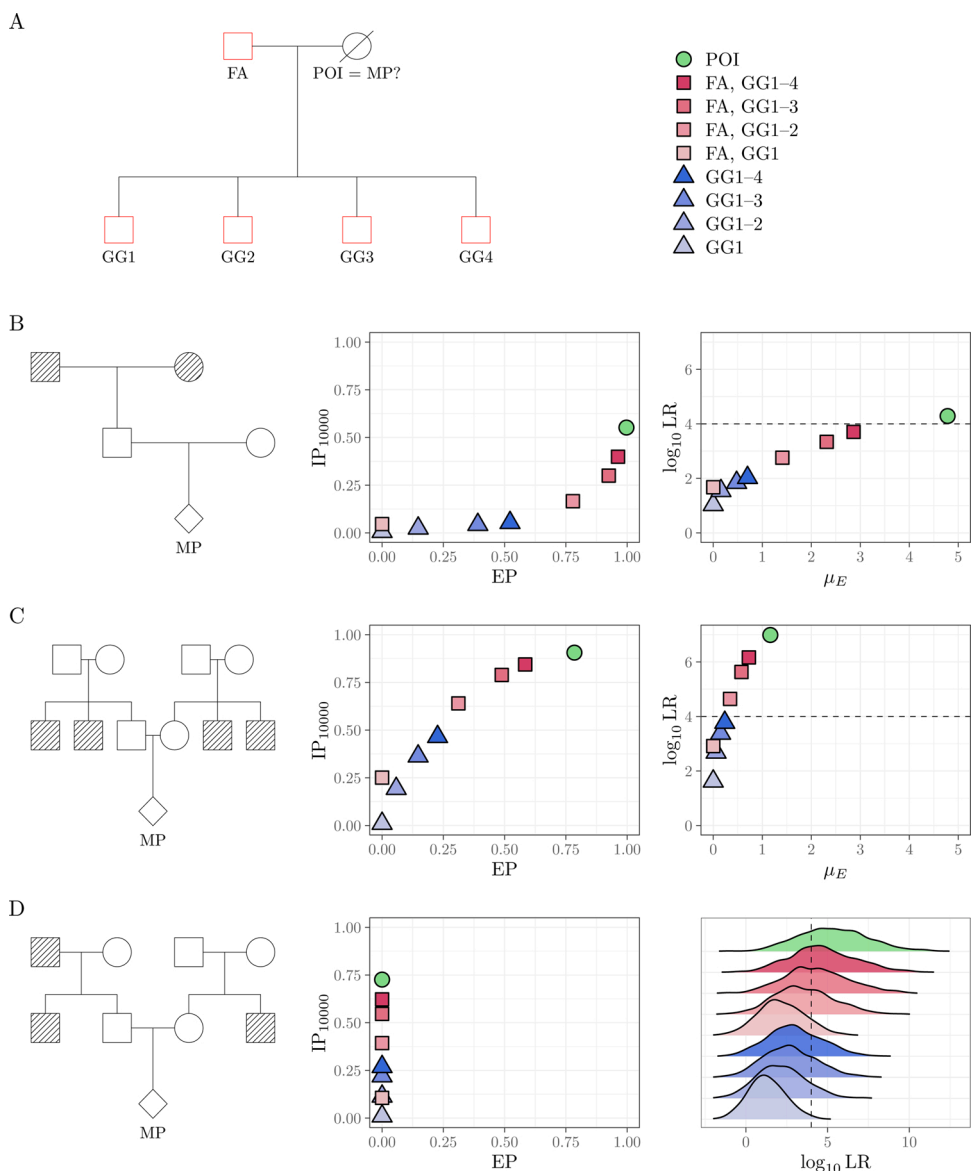 A
FA
POI = MP?
GG1
GG2
GG3
GG4
POI
FA, GG1–4
FA, GG1–3
FA, GG1–2
FA, GG1
GG1–4
GG1–3
GG1–2
GG1
B
MP
1.00
0.75
0.50
0.25
0.00
IP10000
0.00 0.25 0.50 0.75 1.00
EP
6
4
2
0
log10 LR
0 1 2 3 4 5
μE
C
MP
1.00
0.75
0.50
0.25
0.00
IP10000
0.00 0.25 0.50 0.75 1.00
EP
6
4
2
0
log10 LR
0 1 2 3 4 5
μE
D
MP
1.00
0.75
0.50
0.25
0.00
IP10000
0.00 0.25 0.50 0.75 1.00
EP
0 5 10
log10 LR